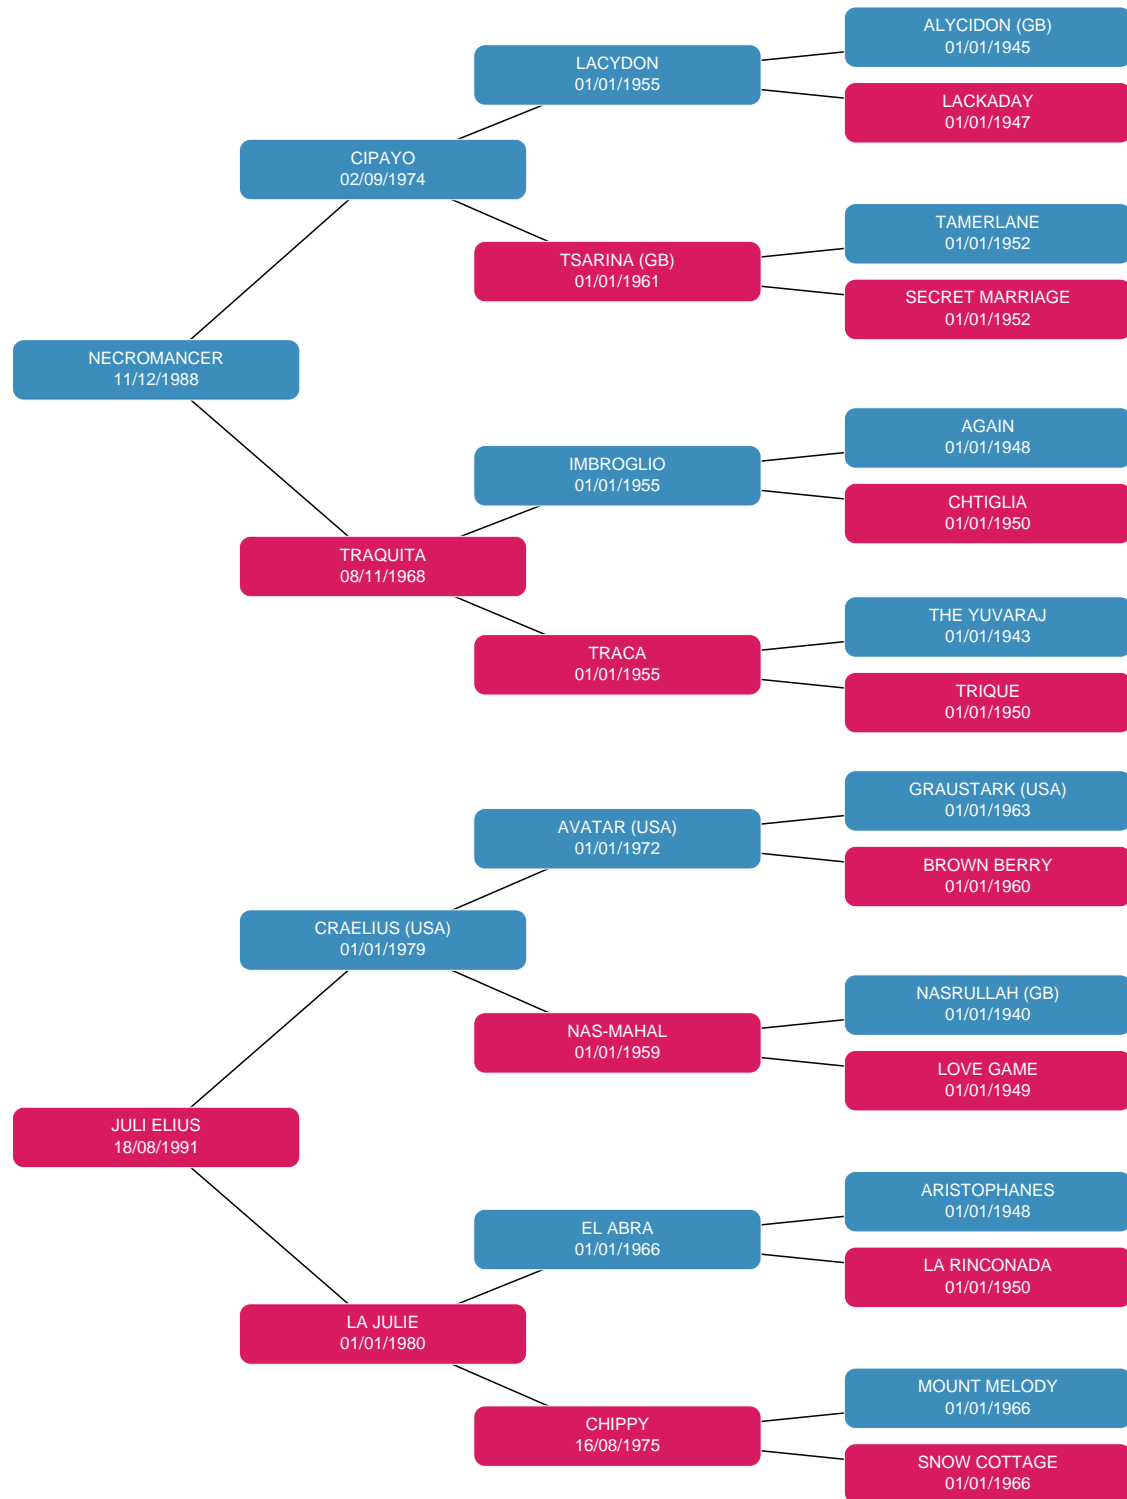 ALYCIDON (GB)
01/01/1945
LACYDON
01/01/1955
LACKADAY
01/01/1947
CIPAYO
02/09/1974
TAMERLANE
01/01/1952
TSARINA (GB)
01/01/1961
SECRET MARRIAGE
01/01/1952
NECROMANCER
11/12/1988
AGAIN
01/01/1948
IMBROGLIO
01/01/1955
CHTIGLIA
01/01/1950
TRAQUITA
08/11/1968
THE YUVARAJ
01/01/1943
TRACA
01/01/1955
TRIQUE
01/01/1950
GRAUSTARK (USA)
01/01/1963
AVATAR (USA)
01/01/1972
BROWN BERRY
01/01/1960
CRAELIUS (USA)
01/01/1979
NASRULLAH (GB)
01/01/1940
NAS-MAHAL
01/01/1959
LOVE GAME
01/01/1949
JULI ELIUS
18/08/1991
ARISTOPHANES
01/01/1948
EL ABRA
01/01/1966
LA RINCONADA
01/01/1950
LA JULIE
01/01/1980
MOUNT MELODY
01/01/1966
CHIPPY
16/08/1975
SNOW COTTAGE
01/01/1966